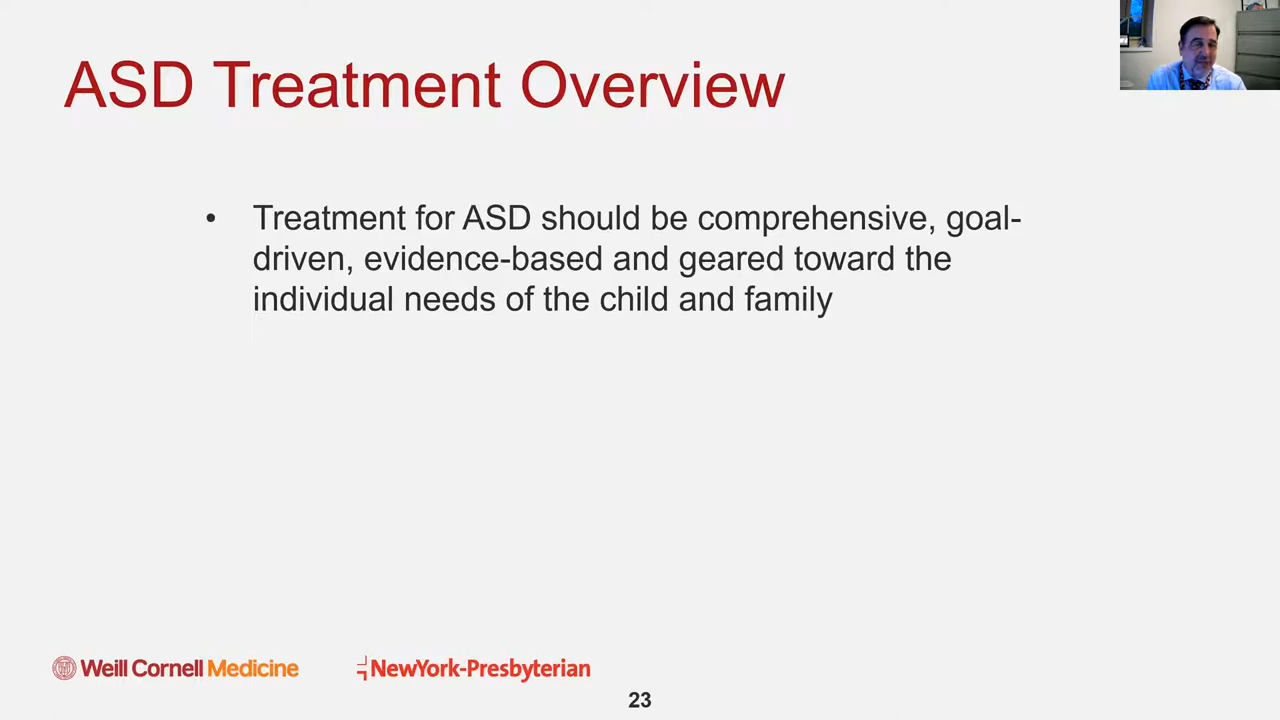 ASD Treatment Overview
• Treatment for ASD should be comprehensive, goal-
driven, evidence-based and geared toward the
individual needs of the child and family
Weill Cornell Medicine
NewYork-Presbyterian
23